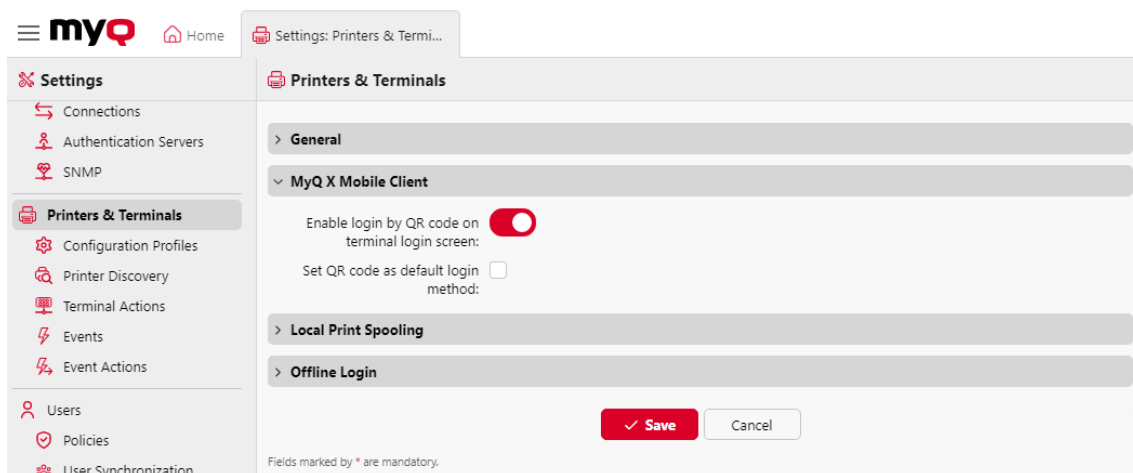 myQ
Home
Settings: Printers & Termi...
Settings
Connections
Authentication Servers
SNMP
Printers & Terminals
Configuration Profiles
Printer Discovery
Terminal Actions
Events
Event Actions
Users
Policies
User Synchronization
Printers & Terminals
General
MyQ X Mobile Client
Enable login by QR code on
terminal login screen:
Set QR code as default login
method:
Local Print Spooling
Offline Login
Save
Cancel
Fields marked by * are mandatory.